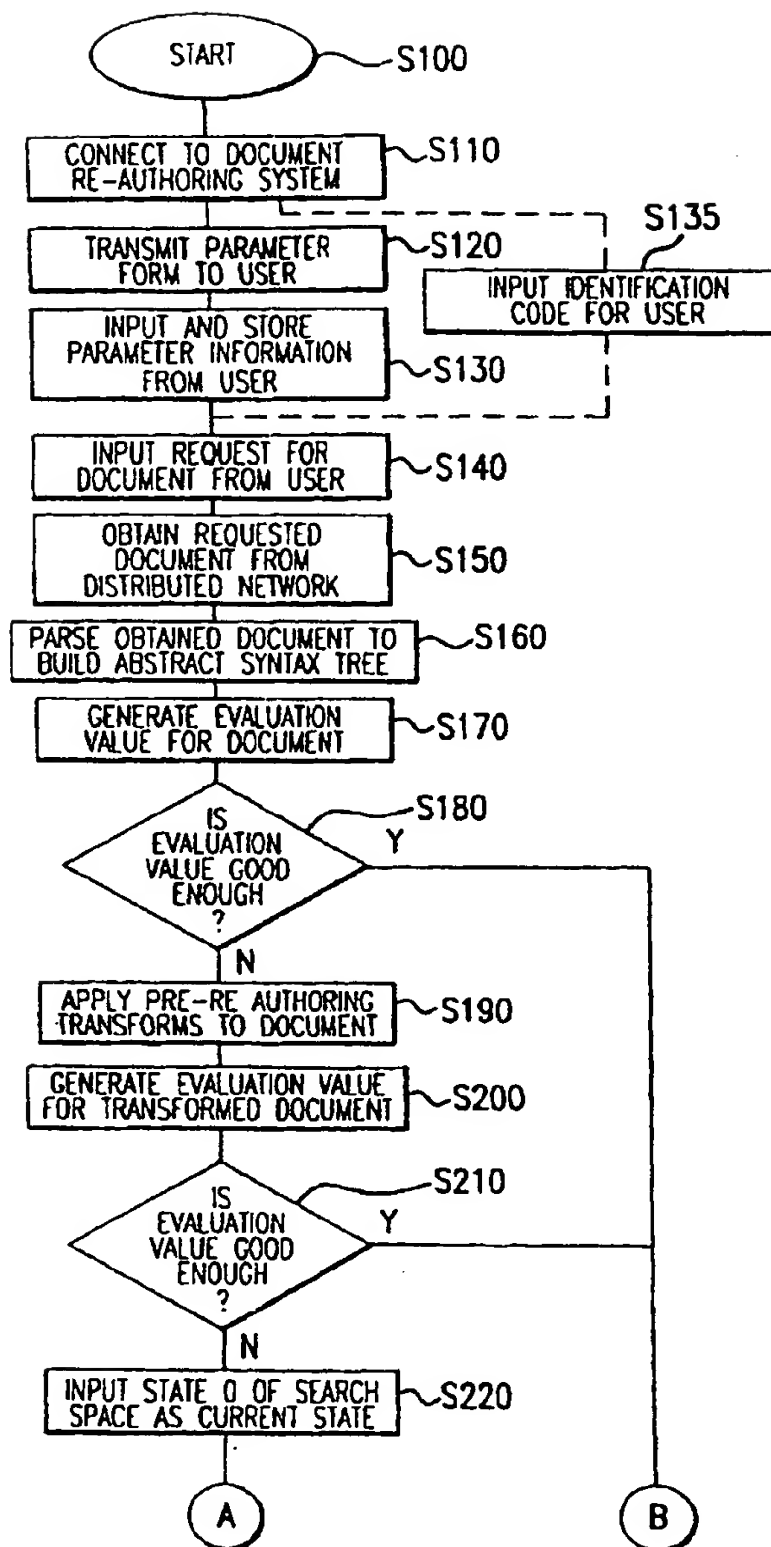 START
S100
CONNECT TO DOCUMENT
RE-AUTHORING SYSTEM
S110
TRANSMIT PARAMETER
FORM TO USER
S120
S135
INPUT IDENTIFICATION
CODE FOR USER
INPUT AND STORE
PARAMETER INFORMATION
FROM USER
S130
INPUT REQUEST FOR
DOCUMENT FROM USER
S140
OBTAIN REQUESTED
DOCUMENT FROM
DISTRIBUTED NETWORK
S150
PARSE OBTAINED DOCUMENT TO
BUILD ABSTRACT SYNTAX TREE
S160
GENERATE EVALUATION
VALUE FOR DOCUMENT
S170
IS
EVALUATION
VALUE GOOD
ENOUGH
?
S180
Y
N
APPLY PRE-RE AUTHORING
TRANSFORMS TO DOCUMENT
S190
GENERATE EVALUATION VALUE
FOR TRANSFORMED DOCUMENT
S200
IS
EVALUATION
VALUE GOOD
ENOUGH
?
S210
Y
N
INPUT STATE 0 OF SEARCH
SPACE AS CURRENT STATE
S220
A
B